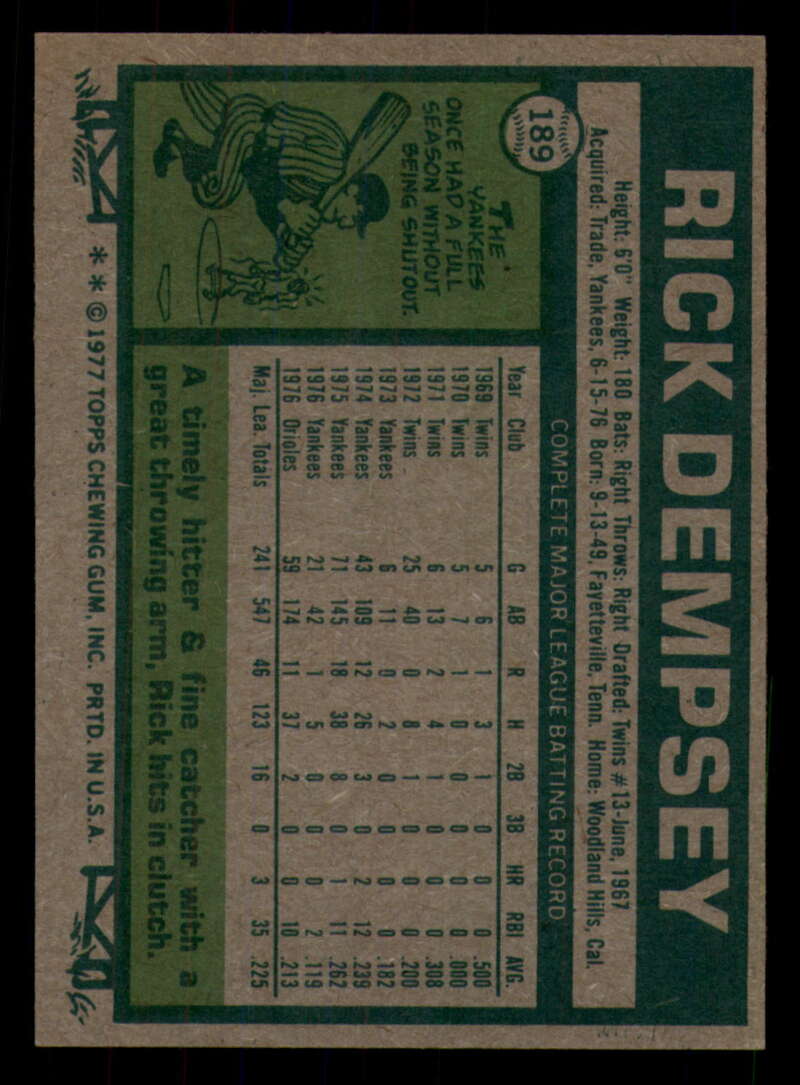 RICK DEMPSEY
189
Height: 6'0" Weight: 180 Bats: Right Throws: Right Drafted: Twins #13-June, 1967
Acquired: Trade, Yankees, 6-15-76 Born: 9-13-49, Fayetteville, Tenn. Home: Woodland Hills, Cal.
COMPLETE MAJOR LEAGUE BATTING RECORD
Year Club G AB R H 2B 3B HR RBI AVG.
1969 Twins 5 6 1 3 1 0 0 0 .500
1970 Twins 5 7 1 0 0 0 0 0 .000
1971 Twins 6 13 2 4 1 0 0 0 .308
1972 Twins 25 40 0 8 1 0 0 0 .200
1973 Yankees 6 11 0 2 0 0 0 0 .182
1974 Yankees 43 109 12 26 3 0 2 12 .239
1975 Yankees 71 145 18 38 8 0 1 11 .262
1976 Yankees 21 42 1 5 0 0 0 2 .119
1976 Orioles 59 174 11 37 2 0 0 10 .213
Maj. Lea. Totals 241 547 46 123 16 0 3 35 .225
THE
YANKEES
ONCE HAD A FULL
SEASON WITHOUT
BEING SHUTOUT.
A timely hitter & fine catcher with a
great throwing arm, Rick hits in clutch.
* * © 1977 TOPPS CHEWING GUM, INC. PRTD. IN U.S.A.